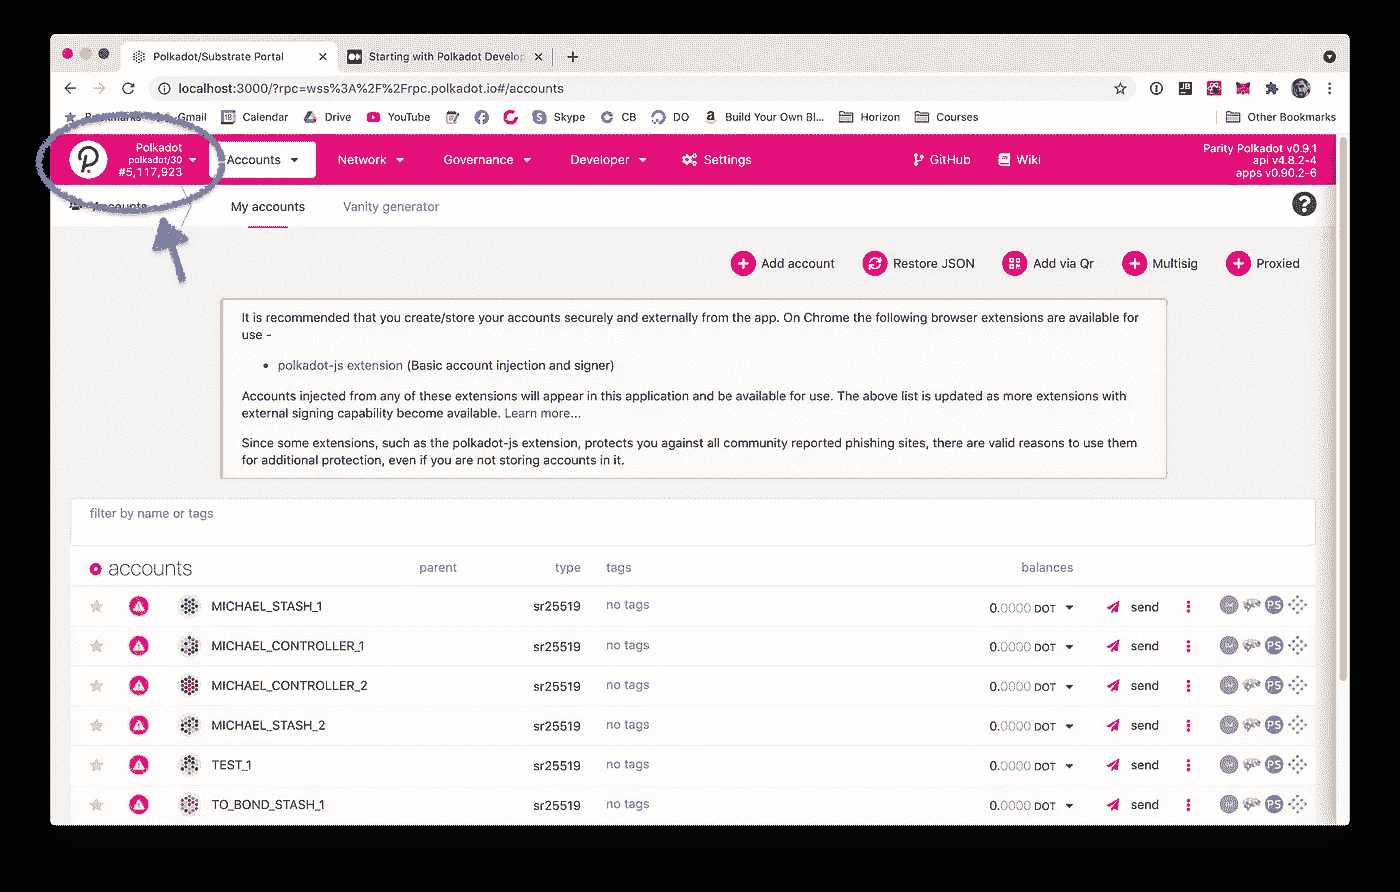 Polkadot/Substrate Portal
Starting with Polkadot Develop
localhost:3000/?rpc=wss%3A%2F%2Frpc.polkadot.io#/accounts
JB
Bookmarks
Gmail
18 Calendar
Drive
YouTube
Skype
CB
DO
Build Your Own Bl...
Horizon
Courses
Other Bookmarks
Polkadot
polkadot/30
#5,117,923
Accounts
Network
Governance
Developer
Settings
GitHub
Wiki
Parity Polkadot v0.9.1
api v4.8.2-4
apps v0.90.2-6
Accounts
My accounts
Vanity generator
?
Add account
Restore JSON
Add via Qr
Multisig
Proxied
It is recommended that you create/store your accounts securely and externally from the app. On Chrome the following browser extensions are available for
use -
• polkadot-js extension (Basic account injection and signer)
Accounts injected from any of these extensions will appear in this application and be available for use. The above list is updated as more extensions with
external signing capability become available. Learn more...
Since some extensions, such as the polkadot-js extension, protects you against all community reported phishing sites, there are valid reasons to use them
for additional protection, even if you are not storing accounts in it.
filter by name or tags
accounts parent type tags balances
MICHAEL_STASH_1 sr25519 no tags 0.0000 DOT send PS
MICHAEL_CONTROLLER_1 sr25519 no tags 0.0000 DOT send PS
MICHAEL_CONTROLLER_2 sr25519 no tags 0.0000 DOT send PS
MICHAEL_STASH_2 sr25519 no tags 0.0000 DOT send PS
TEST_1 sr25519 no tags 0.0000 DOT send PS
TO_BOND_STASH_1 sr25519 no tags 0.0000 DOT send PS